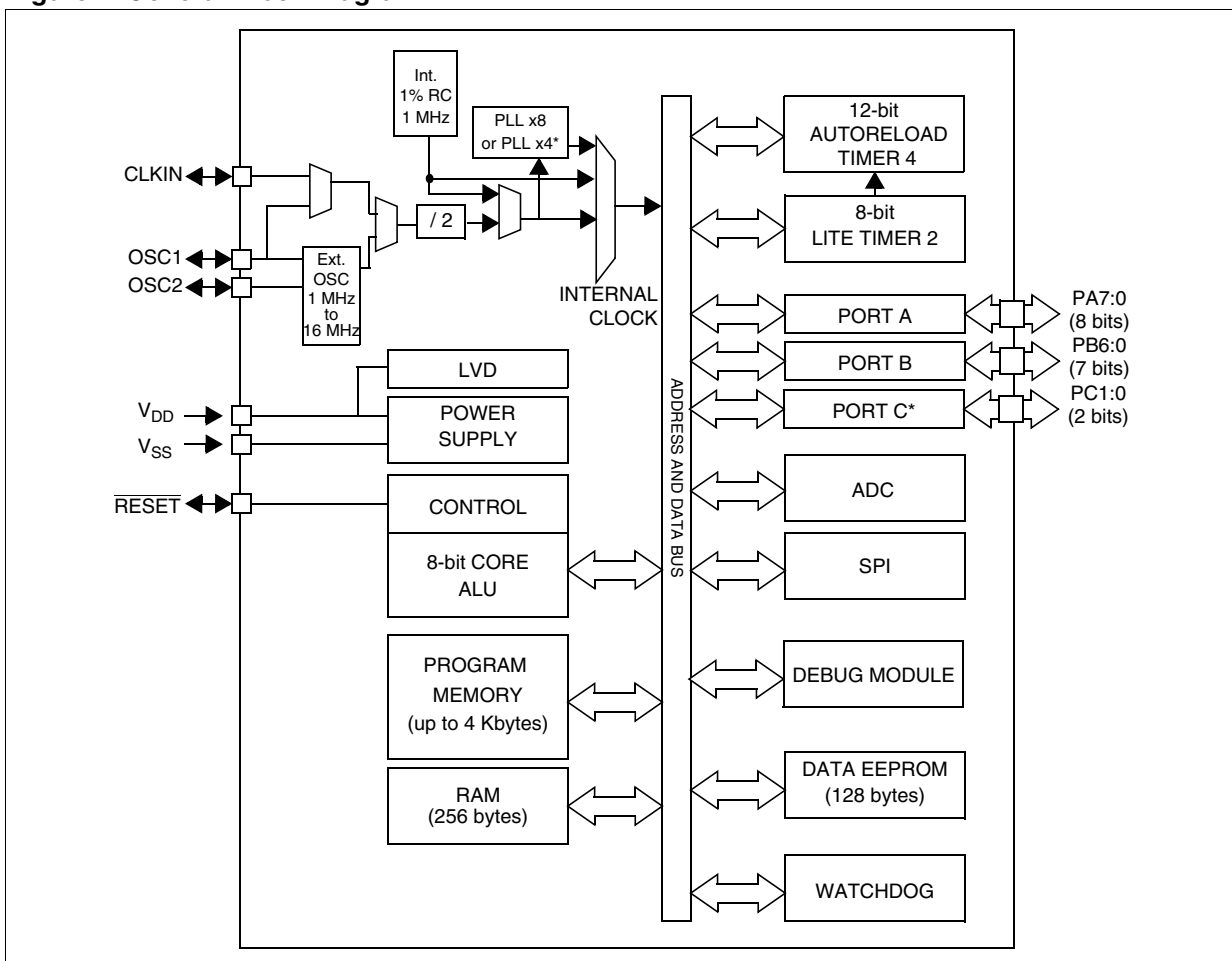 Int.
1% RC
1 MHz
PLL x8
or PLL x4*
12-bit
AUTORELOAD
TIMER 4
CLKIN
/ 2
8-bit
LITE TIMER 2
OSC1
OSC2
Ext.
OSC
1 MHz
to
16 MHz
INTERNAL
CLOCK
PORT A
PA7:0
(8 bits)
PORT B
PB6:0
(7 bits)
PORT C*
PC1:0
(2 bits)
LVD
VDD
VSS
POWER
SUPPLY
ADDRESS AND DATA BUS
RESET
CONTROL
8-bit CORE
ALU
ADC
SPI
PROGRAM
MEMORY
(up to 4 Kbytes)
DEBUG MODULE
RAM
(256 bytes)
DATA EEPROM
(128 bytes)
WATCHDOG